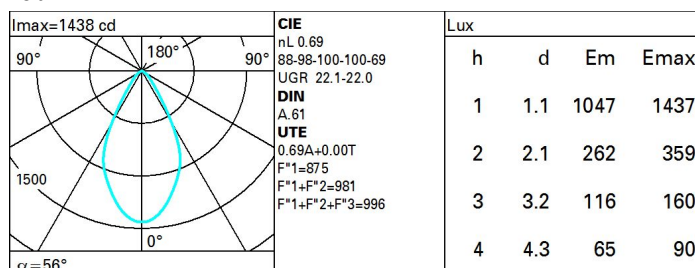 Imax=1438 cd
90° 180° 90°
1500
0°
α=56°
CIE
nL 0.69
88-98-100-100-69
UGR 22.1-22.0
DIN
A.61
UTE
0.69A+0.00T
F"1=875
F"1+F"2=981
F"1+F"2+F"3=996
Lux
h d Em Emax
1 1.1 1047 1437
2 2.1 262 359
3 3.2 116 160
4 4.3 65 90